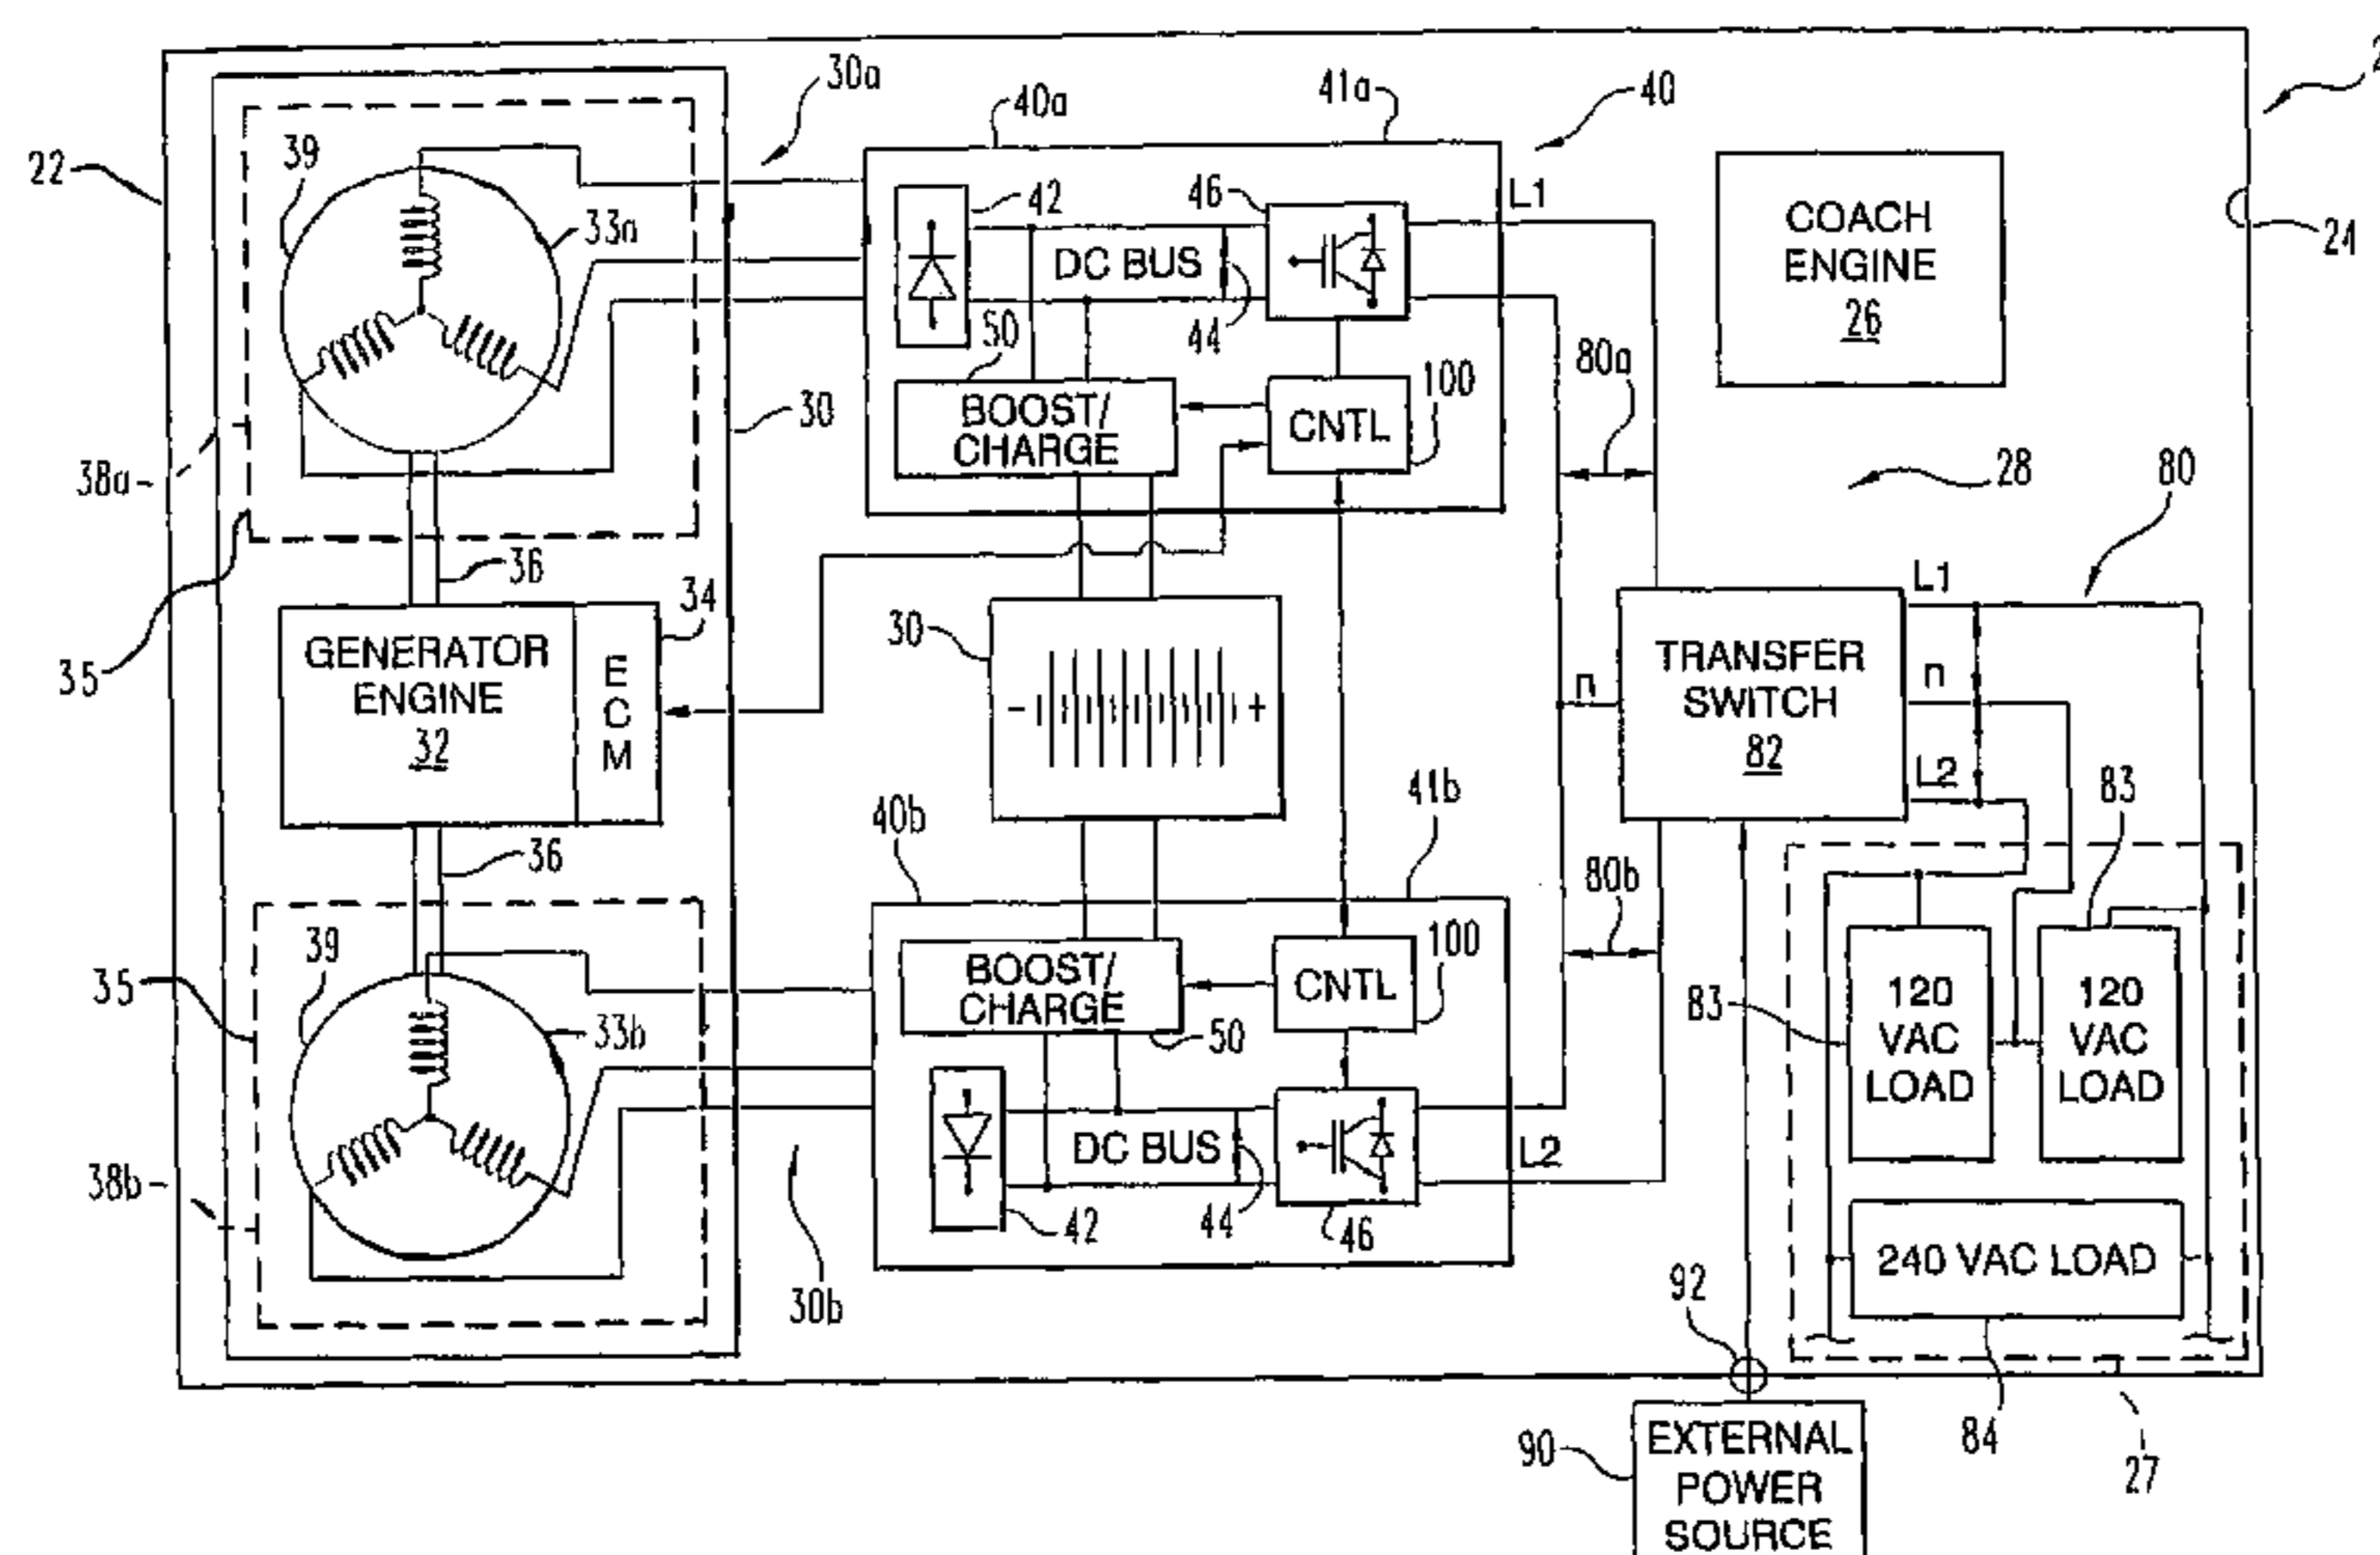 2
30a
40a
41a
40
39
22
42
46
L1
COACH
ENGINE
26
24
33a
DC BUS
44
50
80a
100
BOOST/
CHARGE
CNTL
30
38a
28
80
36
35
34
L1
GENERATOR
ENGINE
32
E
C
M
30
- +
n
TRANSFER
SWITCH
82
n
L2
83
40b
41b
36
80b
39
35
BOOST/
CHARGE
CNTL
100
83
120
VAC
LOAD
120
VAC
LOAD
33b
50
38b
DC BUS
44
L2
42
46
240 VAC LOAD
30b
92
84
27
90
EXTERNAL
POWER
SOURCE